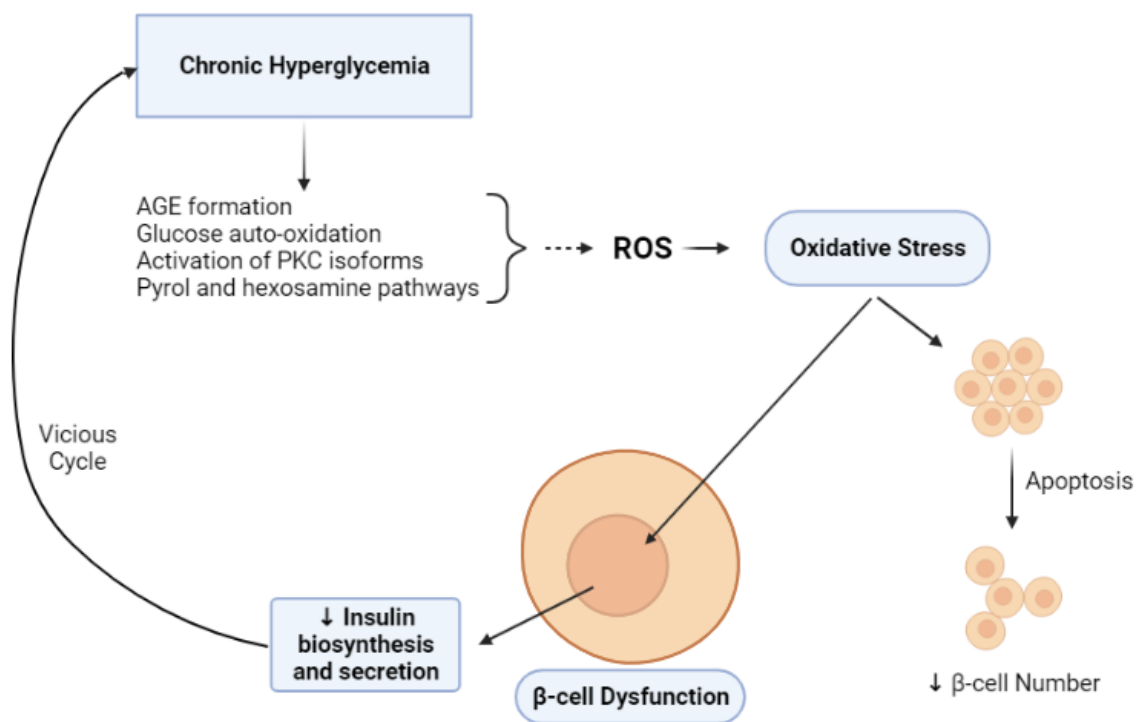 Chronic Hyperglycemia
AGE formation
Glucose auto-oxidation
Activation of PKC isoforms
Pyrol and hexosamine pathways
ROS
Oxidative Stress
Vicious
Cycle
Apoptosis
↓ Insulin
biosynthesis
and secretion
β-cell Dysfunction
↓ β-cell Number